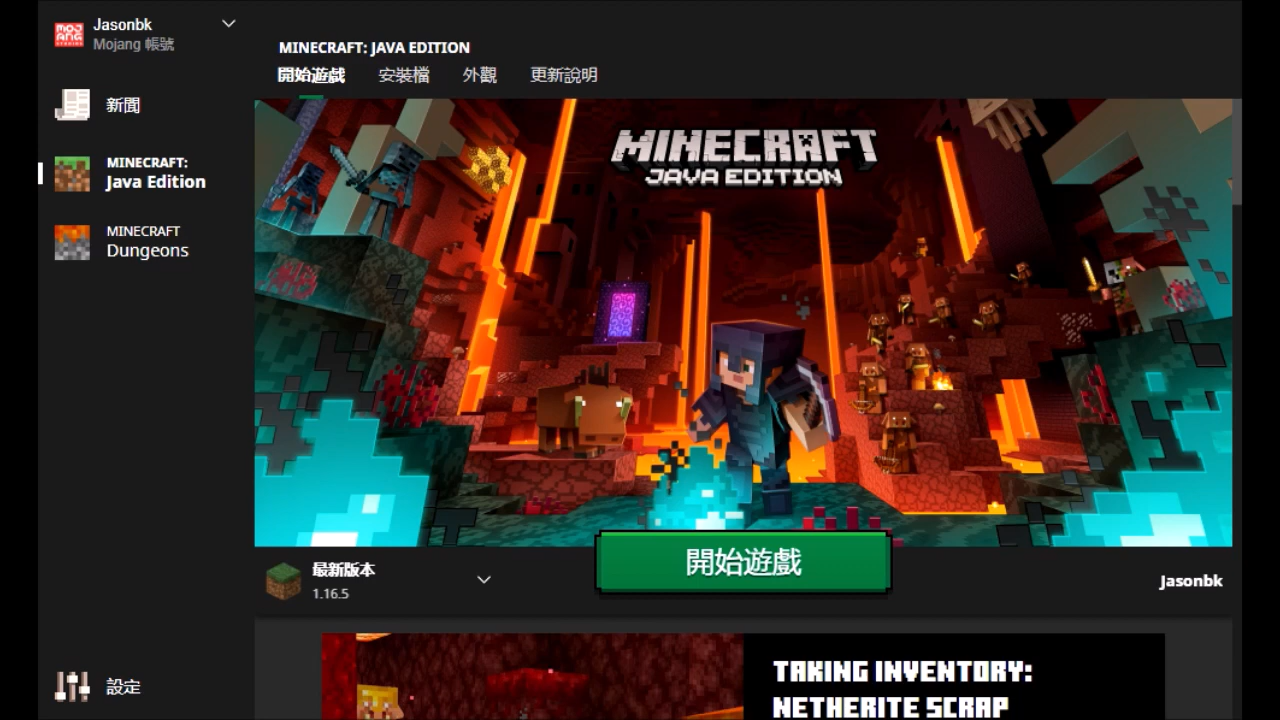 MOJANG
Jasonbk
Mojang 帳號
新聞
MINECRAFT:
Java Edition
MINECRAFT
Dungeons
設定
MINECRAFT: JAVA EDITION
開始遊戲 安裝檔 外觀 更新說明
MINECRAFT
JAVA EDITION
最新版本
1.16.5
開始遊戲
Jasonbk
TAKING INVENTORY:
NETHERITE SCRAP